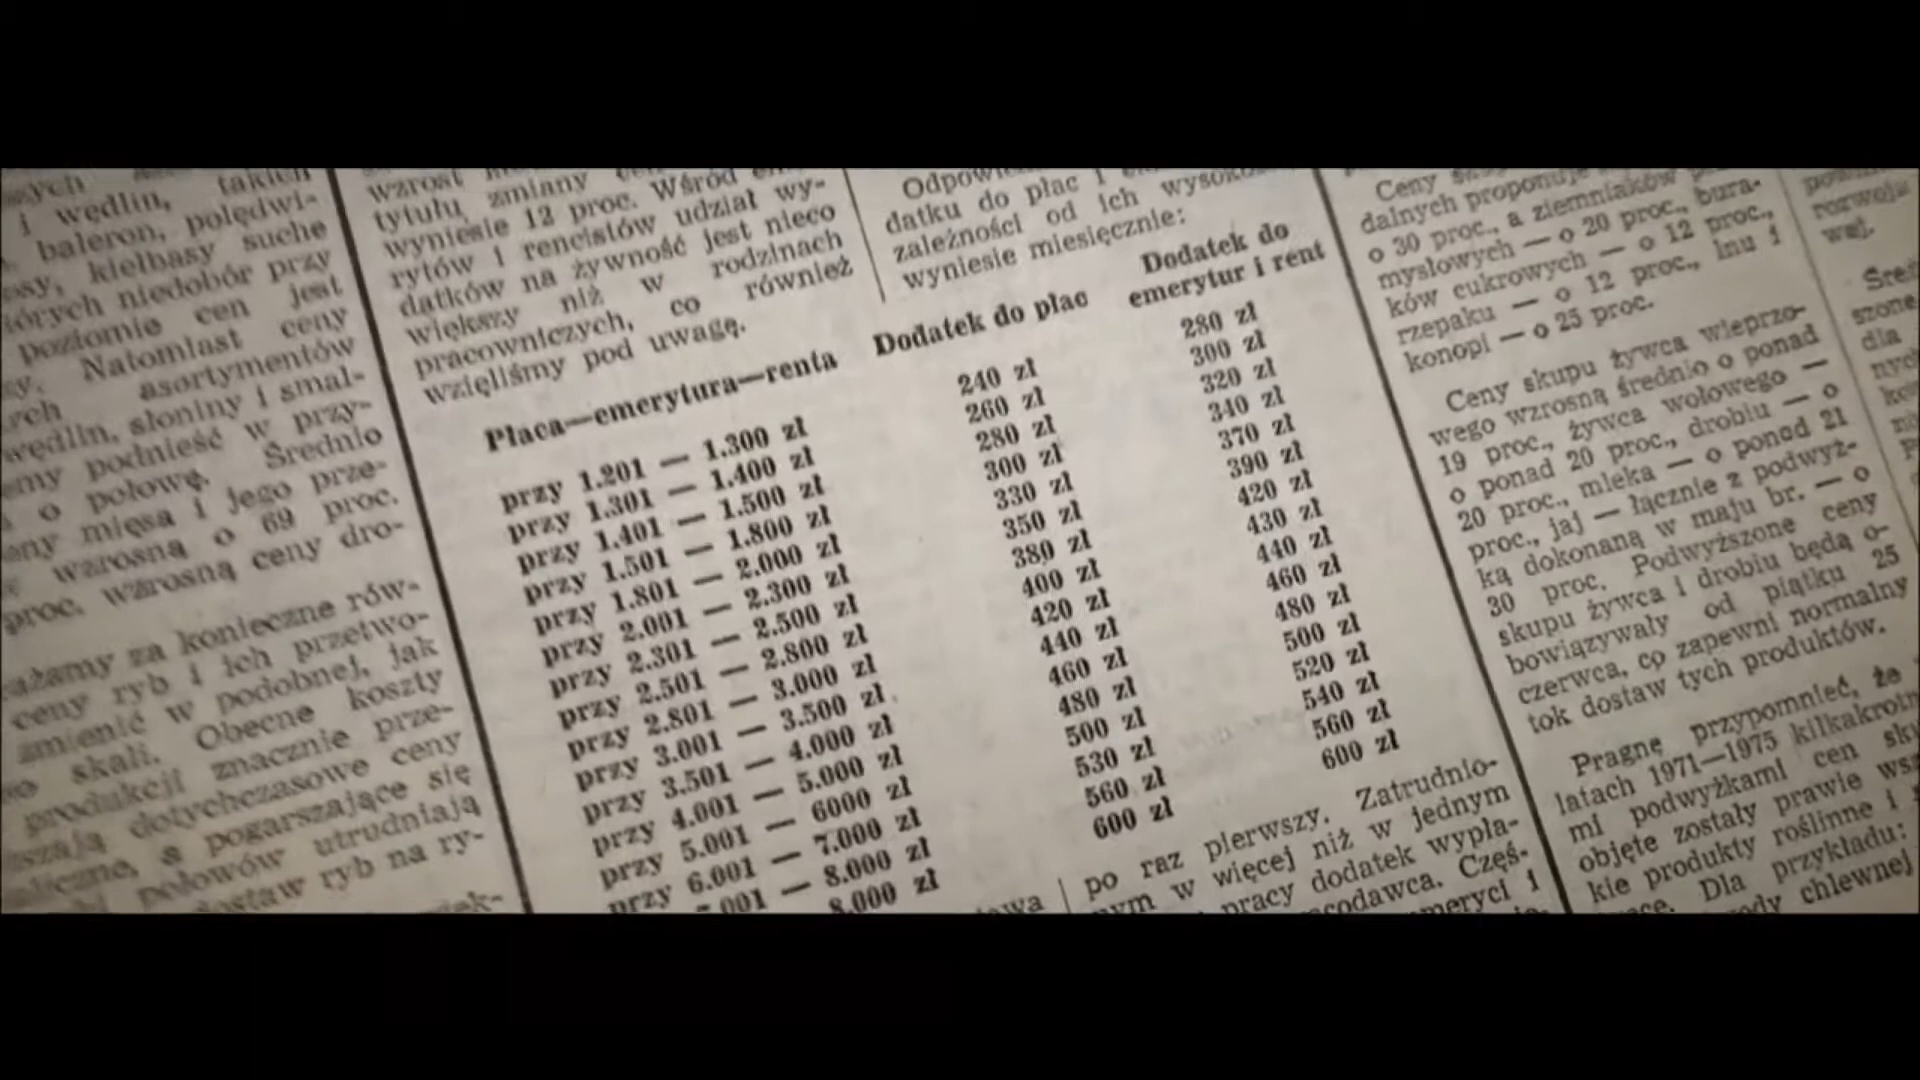 i wędlin, takich
baleron, polędwi-
kiełbasy suche
których niedobór przy
poziomie cen jest
Natomiast ceny
asortymentów
wędlin, słoniny i smal-
podnieść w przy-
o połowę. Średnio
mięsa i jego prze-
wzrosną o 69 proc.
proc. wzrosną ceny dro-
za konieczne rów-
ceny ryb i ich przetwo-
zmienić w podobnej, jak
skali. Obecne koszty
produkcji znacznie prze-
dotychczasowe ceny
a pogarszające się
połowów utrudniają
ryb na ry-
wzrost
tytułu zmiany
wyniesie 12 proc. Wśród
rytów i rencistów udział wy-
datków na żywność jest nieco
większy niż w rodzinach
pracowniczych, co również
wzięliśmy pod uwagę.
datku do płac i
zależności od ich
wyniesie miesięcznie:
Płaca—emerytura—renta Dodatek do płac Dodatek do
emerytur i rent
przy 1.201 — 1.300 zł 240 zł 280 zł
przy 1.301 — 1.400 zł 260 zł 300 zł
przy 1.401 — 1.500 zł 280 zł 320 zł
przy 1.501 — 1.800 zł 300 zł 340 zł
przy 1.801 — 2.000 zł 330 zł 370 zł
przy 2.001 — 2.300 zł 350 zł 390 zł
przy 2.301 — 2.500 zł 380 zł 420 zł
przy 2.501 — 2.800 zł 400 zł 430 zł
przy 2.801 — 3.000 zł 420 zł 440 zł
przy 3.001 — 3.500 zł 440 zł 460 zł
przy 3.501 — 4.000 zł 460 zł 480 zł
przy 4.001 — 5.000 zł 480 zł 500 zł
przy 5.001 — 6000 zł 500 zł 520 zł
przy 6.001 — 7.000 zł 530 zł 540 zł
— 8.000 zł 560 zł 560 zł
8.000 zł 600 zł 600 zł
po raz pierwszy. Zatrudnio-
nym w więcej niż w jednym
pracy dodatek wypła-
Częś-
Ceny
dalnych proponuje
o 30 proc., a ziemniaków
mysłowych — o 20 proc., bura-
ków cukrowych — o 12 proc.,
rzepaku — o 12 proc., lnu i
konopi — o 25 proc.
Ceny skupu żywca wieprzo-
wego wzrosną średnio o ponad
19 proc., żywca wołowego —
o ponad 20 proc., drobiu — o
20 proc., mleka — o ponad 21
proc., jaj — łącznie z podwyż-
ką dokonaną w maju br. — o
30 proc. Podwyższone ceny
skupu żywca i drobiu będą o-
bowiązywały od piątku 25
czerwca, co zapewni normalny
tok dostaw tych produktów.
Pragnę przypomnieć, że
latach 1971—1975
mi podwyżkami cen
objęte zostały prawie
kie produkty roślinne i
Dla przykładu:
chlewnej